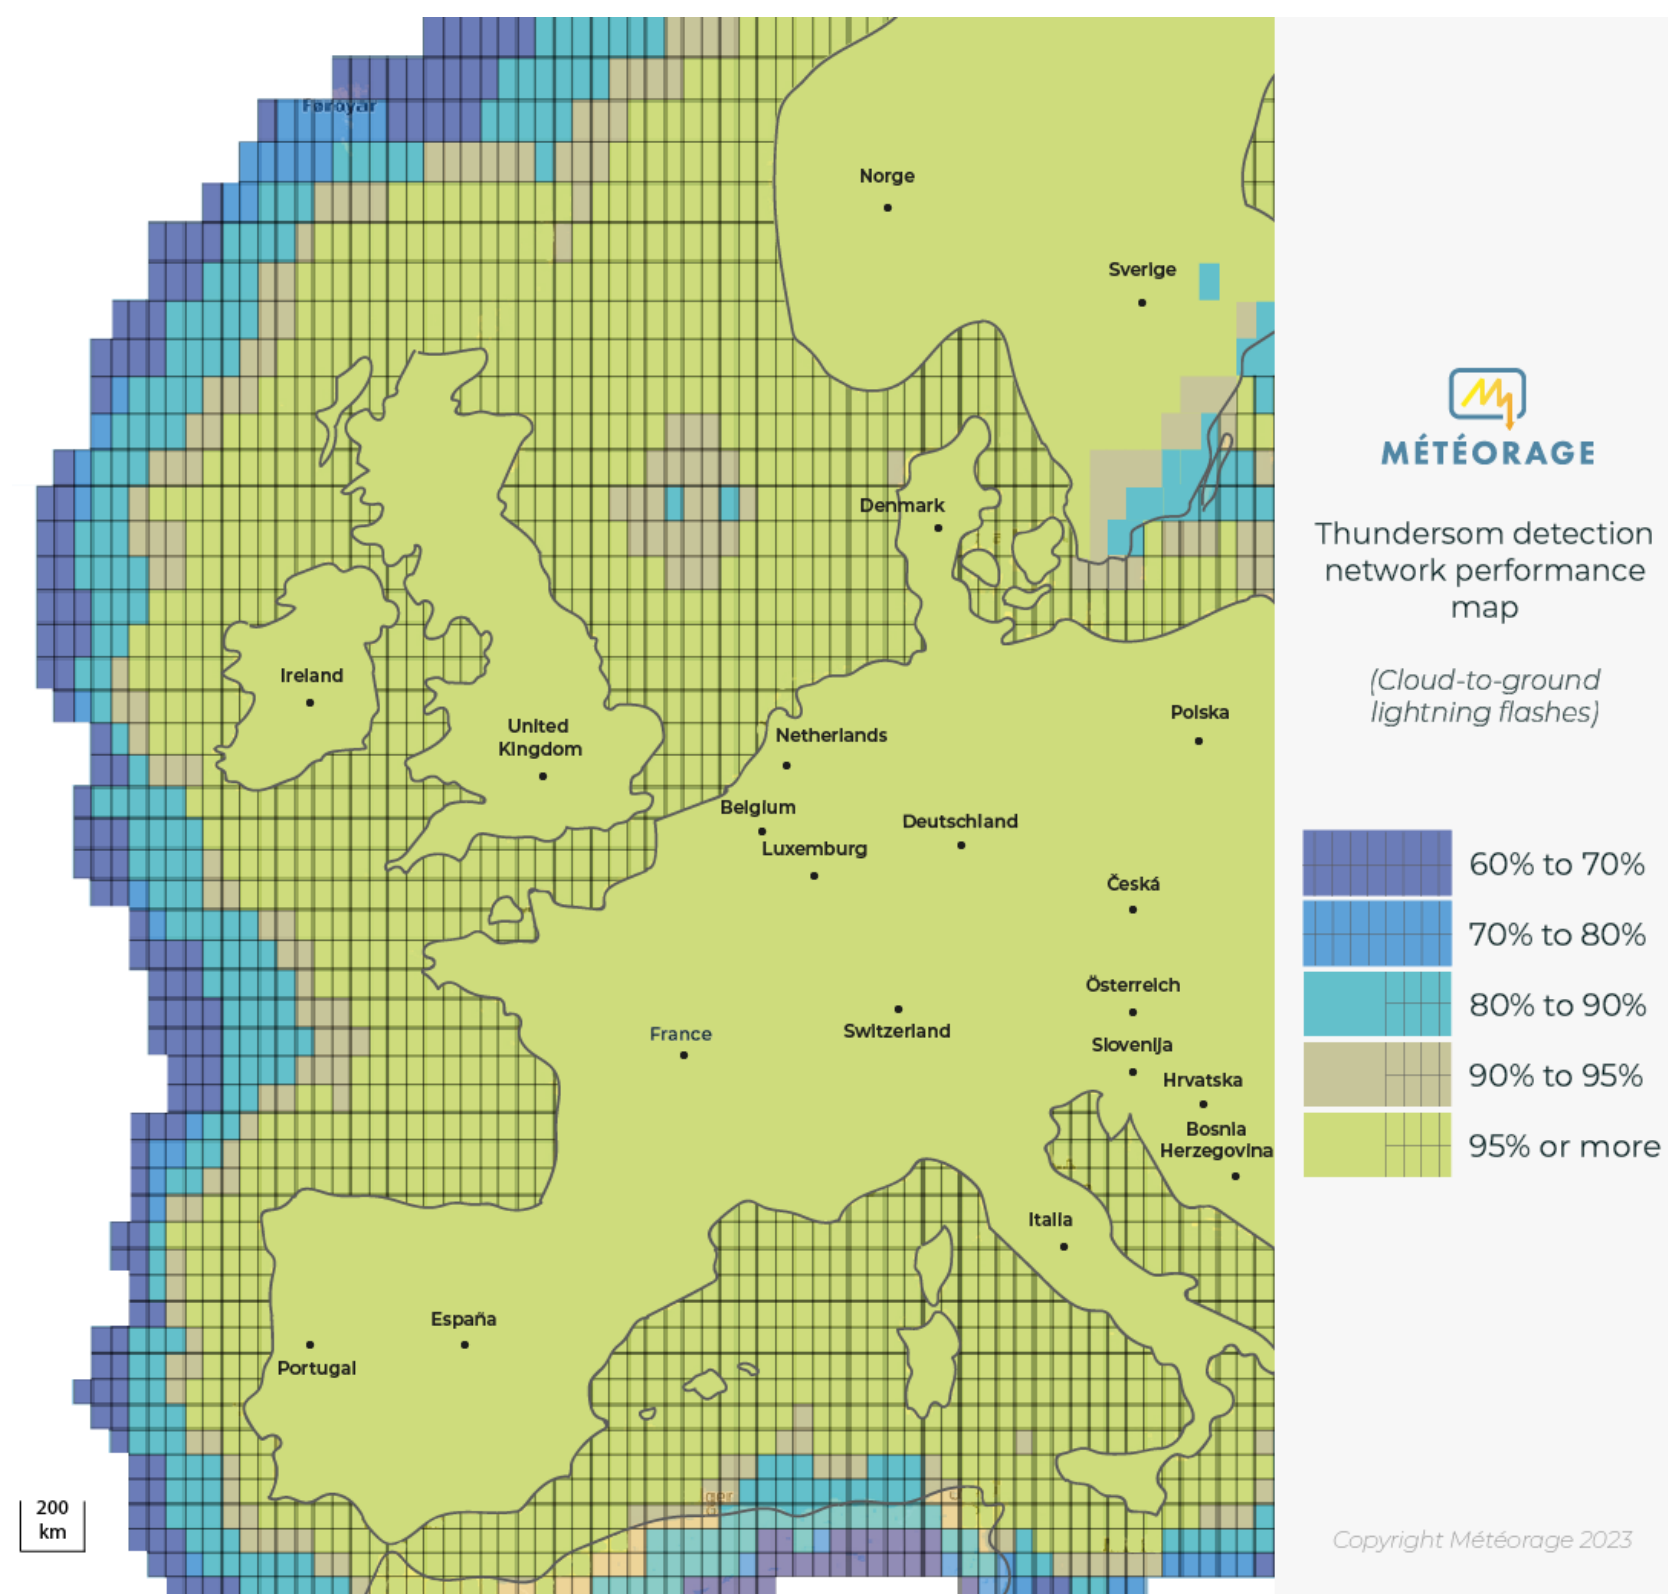 Føroyar
Norge
Sverige
Denmark
Ireland
United
Kingdom
Netherlands
Polska
Belgium
Luxemburg
Deutschland
Česká
Österreich
France
Switzerland
Slovenija
Hrvatska
Bosnia
Herzegovina
Italia
España
Portugal
200
km
MÉTÉORAGE
Thundersom detection
network performance
map
(Cloud-to-ground
lightning flashes)
60% to 70%
70% to 80%
80% to 90%
90% to 95%
95% or more
Copyright Météorage 2023